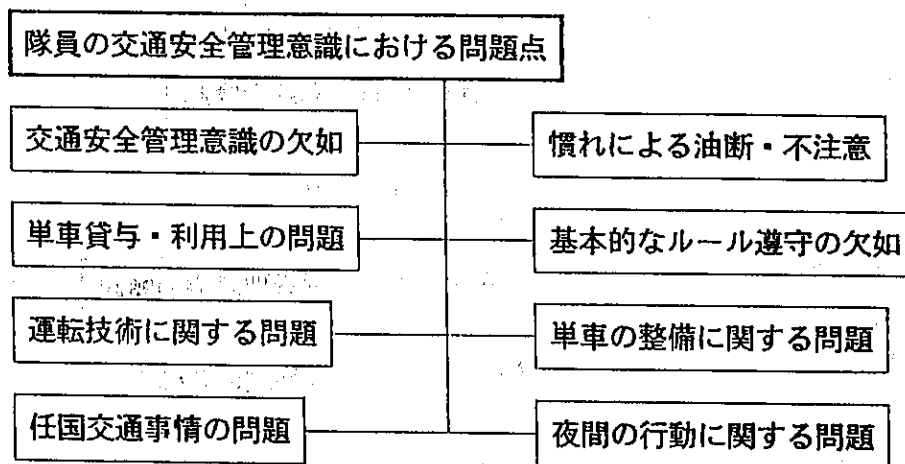 隊員の交通安全管理意識における問題点
交通安全管理意識の欠如
慣れによる油断・不注意
単車貸与・利用上の問題
基本的なルール遵守の欠如
運転技術に関する問題
単車の整備に関する問題
任国交通事情の問題
夜間の行動に関する問題